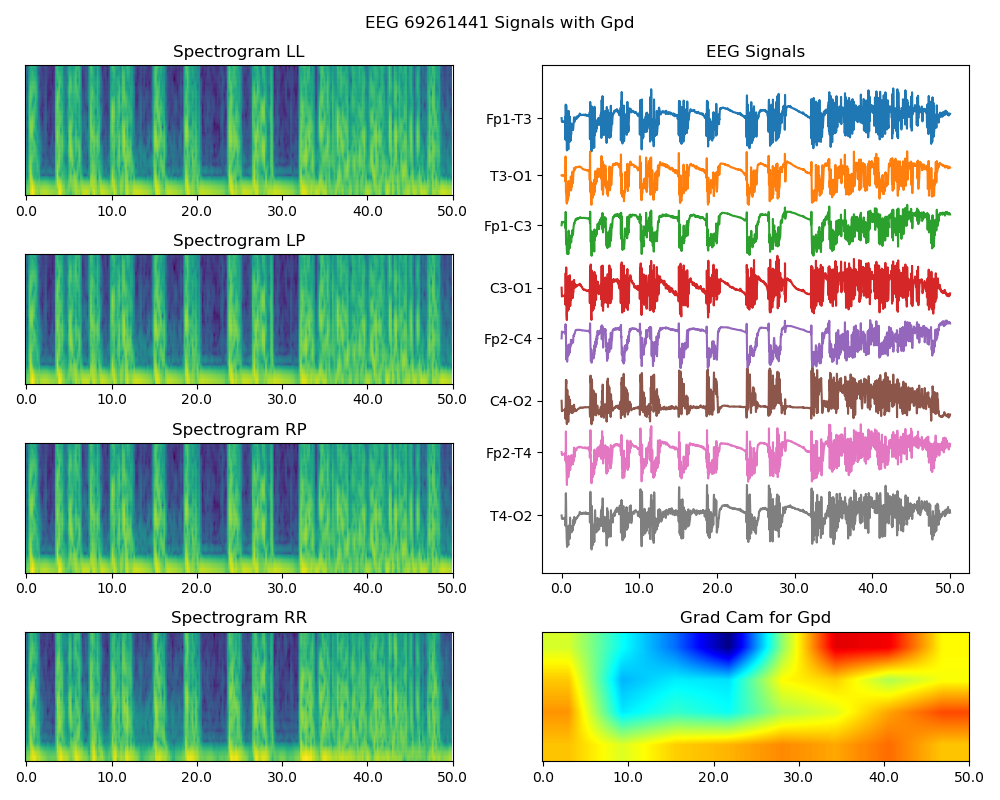 EEG 69261441 Signals with Gpd
Spectrogram LL
0.0 10.0 20.0 30.0 40.0 50.0
Spectrogram LP
0.0 10.0 20.0 30.0 40.0 50.0
Spectrogram RP
0.0 10.0 20.0 30.0 40.0 50.0
Spectrogram RR
0.0 10.0 20.0 30.0 40.0 50.0
EEG Signals
Fp1-T3
T3-O1
Fp1-C3
C3-O1
Fp2-C4
C4-O2
Fp2-T4
T4-O2
0.0 10.0 20.0 30.0 40.0 50.0
Grad Cam for Gpd
0.0 10.0 20.0 30.0 40.0 50.0